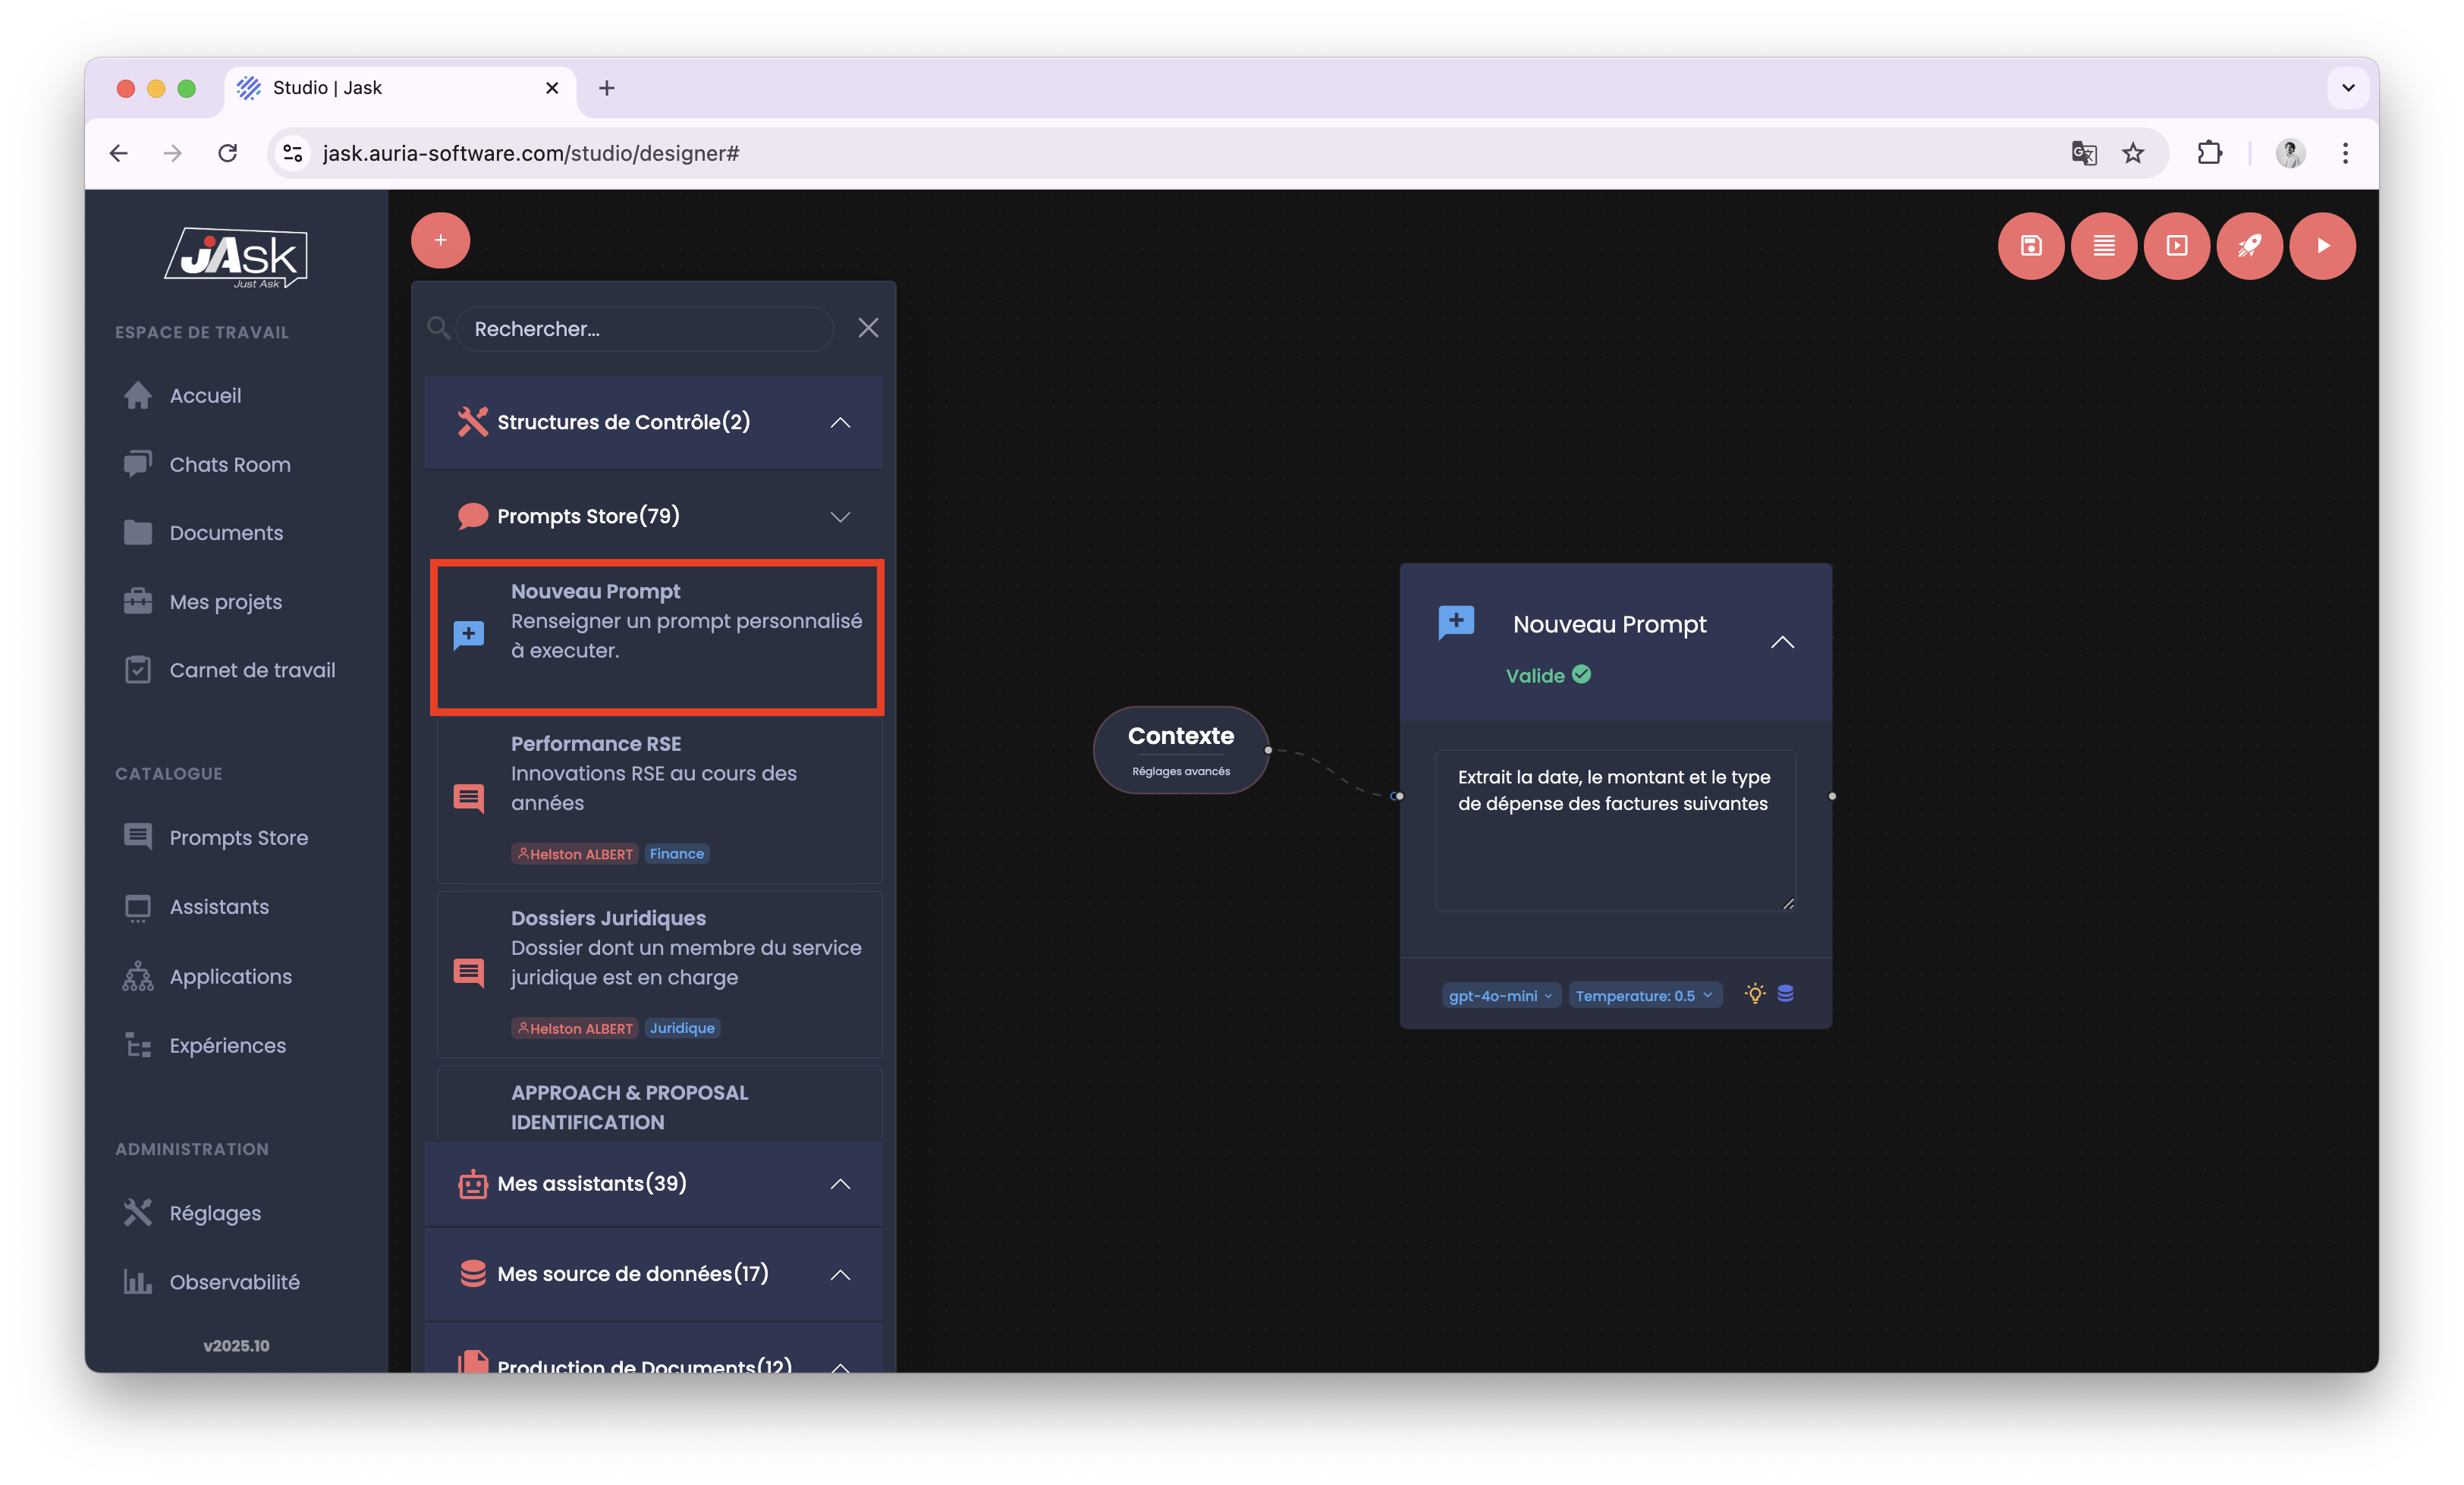 Studio | Jask
jask.auria-software.com/studio/designer#
jAsk
Just Ask
ESPACE DE TRAVAIL
Accueil
Chats Room
Documents
Mes projets
Carnet de travail
CATALOGUE
Prompts Store
Assistants
Applications
Expériences
ADMINISTRATION
Réglages
Observabilité
v2025.10
+
Rechercher...
Structures de Contrôle(2)
Prompts Store(79)
Nouveau Prompt
Renseigner un prompt personnalisé
à executer.
Performance RSE
Innovations RSE au cours des
années
Helston ALBERT Finance
Dossiers Juridiques
Dossier dont un membre du service
juridique est en charge
Helston ALBERT Juridique
APPROACH & PROPOSAL
IDENTIFICATION
Mes assistants(39)
Mes source de données(17)
Production de Documents(12)
Contexte
Réglages avancés
Nouveau Prompt
Valide
Extrait la date, le montant et le type
de dépense des factures suivantes
gpt-4o-mini Temperature: 0.5